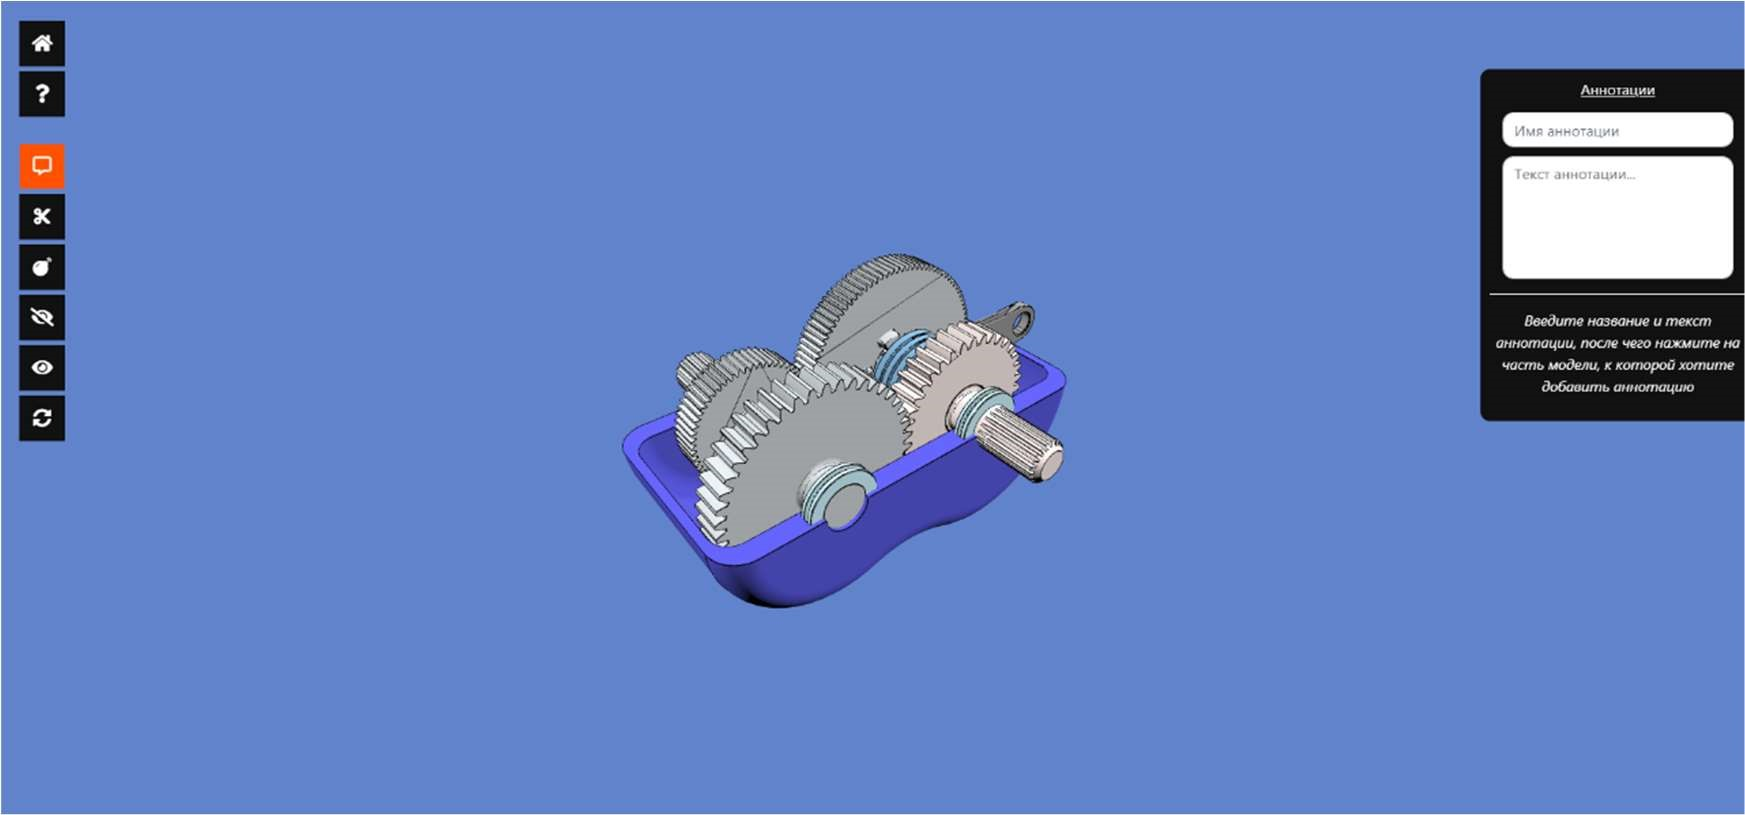 Аннотации
Имя аннотации
Текст аннотации...
Введите название и текст
аннотации, после чего нажмите на
часть модели, к которой хотите
добавить аннотацию